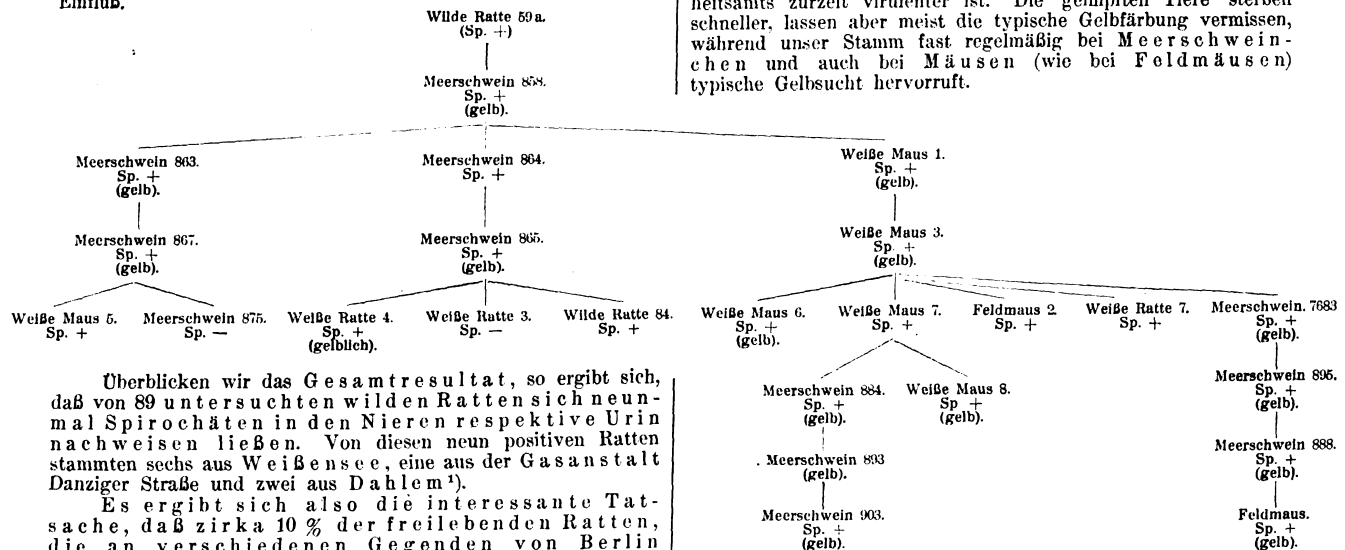 Einfluß.
heitsamts zurzeit virulenter ist. Die geimpften Tiere sterben
schneller, lassen aber meist die typische Gelbfärbung vermissen,
während unser Stamm fast regelmäßig bei Meerschwein-
chen und auch bei Mäusen (wie bei Feldmäusen)
typische Gelbsucht hervorruft.
Wilde Ratte 59a.
(Sp. +)
Meerschwein 858.
Sp. +
(gelb).
Meerschwein 863.
Sp. +
(gelb).
Meerschwein 864.
Sp. +
Weiße Maus 1.
Sp. +
(gelb).
Meerschwein 867.
Sp. +
(gelb).
Meerschwein 865.
Sp. +
(gelb).
Weiße Maus 3.
Sp. +
(gelb).
Weiße Maus 5.
Sp. +
Meerschwein 875.
Sp. —
Weiße Ratte 4.
Sp. +
(gelblich).
Weiße Ratte 3.
Sp. —
Wilde Ratte 84.
Sp. +
Weiße Maus 6.
Sp. +
(gelb).
Weiße Maus 7.
Sp. +
Feldmaus 2.
Sp. +
Weiße Ratte 7.
Sp. +
Meerschwein. 7683
Sp. +
(gelb).
Meerschwein 884.
Sp. +
(gelb).
Weiße Maus 8.
Sp +
(gelb).
Meerschwein 895.
Sp. +
(gelb).
Meerschwein 893
(gelb).
Meerschwein 888.
Sp. +
(gelb).
Meerschwein 903.
Sp. +
(gelb).
Feldmaus.
Sp. +
(gelb).
Überblicken wir das Gesamtresultat, so ergibt sich,
daß von 89 untersuchten wilden Ratten sich neun-
mal Spirochäten in den Nieren respektive Urin
nachweisen ließen. Von diesen neun positiven Ratten
stammten sechs aus Weißensee, eine aus der Gasanstalt
Danziger Straße und zwei aus Dahlem¹).
Es ergibt sich also die interessante Tat-
sache, daß zirka 10 % der freilebenden Ratten,
die an verschiedenen Gegenden von Berlin